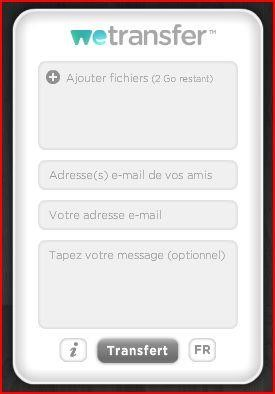 wetransfer™
Ajouter fichiers (2 Go restant)
Adresse(s) e-mail de vos amis
Votre adresse e-mail
Tapez votre message (optionnel)
i Transfert FR